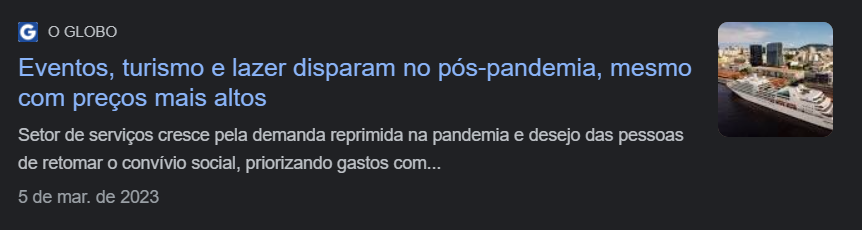 G O GLOBO
Eventos, turismo e lazer disparam no pós-pandemia, mesmo
com preços mais altos
Setor de serviços cresce pela demanda reprimida na pandemia e desejo das pessoas
de retomar o convívio social, priorizando gastos com...
5 de mar. de 2023